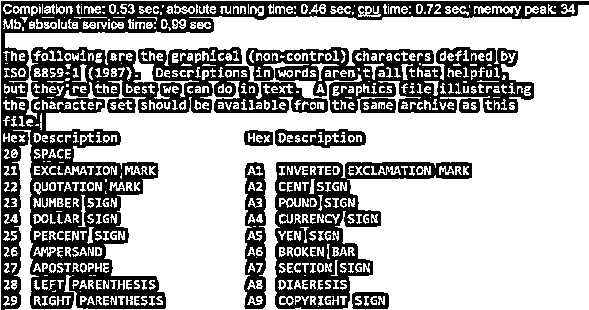 Compilation time: 0.53 sec, absolute running time: 0.46 sec, cpu time: 0.72 sec, memory peak: 34
Mb, absolute service time: 0,99 sec
The following are the graphical (non-control) characters defined by
ISO 8859-1 (1987).  Descriptions in words aren't all that helpful,
but they're the best we can do in text.  A graphics file illustrating
the character set should be available from the same archive as this
file.
Hex Description                 Hex Description
20  SPACE
21  EXCLAMATION MARK            A1  INVERTED EXCLAMATION MARK
22  QUOTATION MARK              A2  CENT SIGN
23  NUMBER SIGN                 A3  POUND SIGN
24  DOLLAR SIGN                 A4  CURRENCY SIGN
25  PERCENT SIGN                A5  YEN SIGN
26  AMPERSAND                   A6  BROKEN BAR
27  APOSTROPHE                  A7  SECTION SIGN
28  LEFT PARENTHESIS            A8  DIAERESIS
29  RIGHT PARENTHESIS           A9  COPYRIGHT SIGN